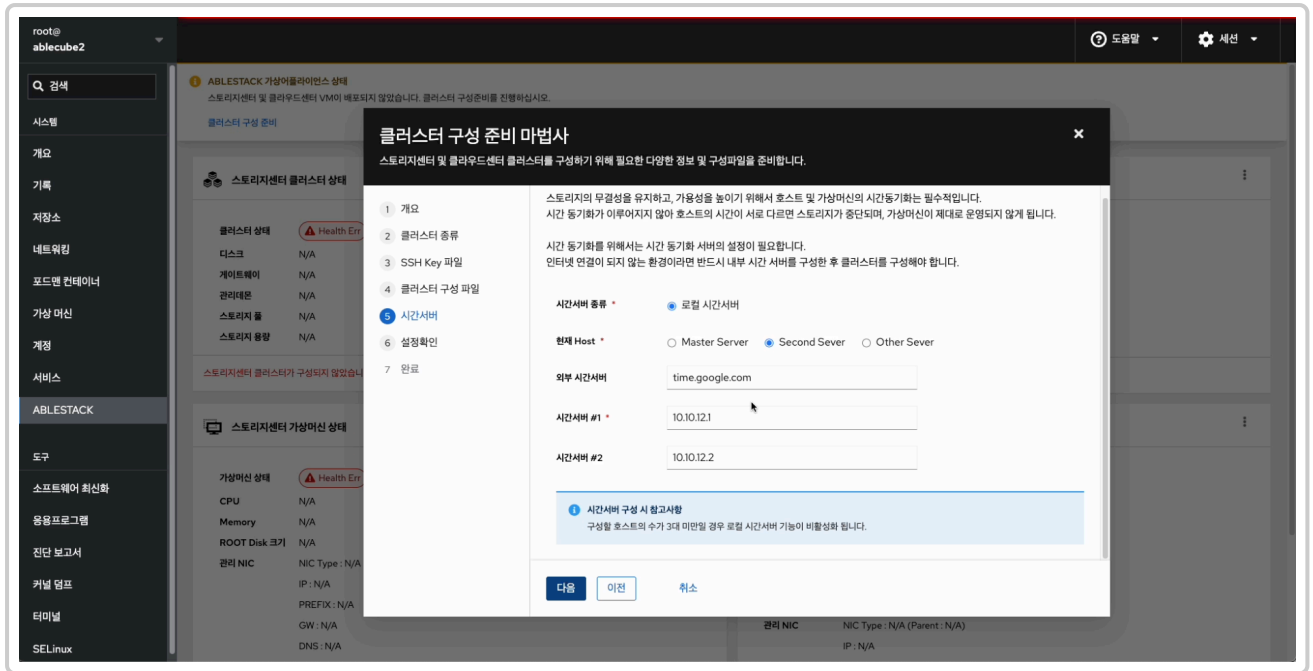 root@
ablecube2
도움말
세션
검색
시스템
개요
기록
저장소
네트워킹
포드맨 컨테이너
가상 머신
계정
서비스
ABLESTACK
도구
소프트웨어 최신화
응용프로그램
진단 보고서
커널 덤프
터미널
SELinux
ABLESTACK 가상어플라이언스 상태
스토리지센터 및 클라우드센터 VM이 배포되지 않았습니다. 클러스터 구성준비를 진행하십시오.
클러스터 구성 준비
스토리지센터 클러스터 상태
클러스터 상태 Health Err
디스크 N/A
게이트웨이 N/A
관리데몬 N/A
스토리지 풀 N/A
스토리지 용량 N/A
스토리지센터 클러스터가 구성되지 않았습니
스토리지센터 가상머신 상태
가상머신 상태 Health Err
CPU N/A
Memory N/A
ROOT Disk 크기 N/A
관리 NIC NIC Type : N/A
IP : N/A
PREFIX : N/A
GW : N/A
DNS : N/A
클러스터 구성 준비 마법사
스토리지센터 및 클라우드센터 클러스터를 구성하기 위해 필요한 다양한 정보 및 구성파일을 준비합니다.
1 개요
2 클러스터 종류
3 SSH Key 파일
4 클러스터 구성 파일
5 시간서버
6 설정확인
7 완료
스토리지의 무결성을 유지하고, 가용성을 높이기 위해서 호스트 및 가상머신의 시간동기화는 필수적입니다.
시간 동기화가 이루어지지 않아 호스트의 시간이 서로 다르면 스토리지가 중단되며, 가상머신이 제대로 운영되지 않게 됩니다.
시간 동기화를 위해서는 시간 동기화 서버의 설정이 필요합니다.
인터넷 연결이 되지 않는 환경이라면 반드시 내부 시간 서버를 구성한 후 클러스터를 구성해야 합니다.
시간서버 종류 * 로컬 시간서버
현재 Host * Master Server Second Sever Other Sever
외부 시간서버 time.google.com
시간서버 #1 * 10.10.12.1
시간서버 #2 10.10.12.2
시간서버 구성 시 참고사항
구성할 호스트의 수가 3대 미만일 경우 로컬 시간서버 기능이 비활성화 됩니다.
다음 이전 취소
관리 NIC NIC Type : N/A (Parent : N/A)
IP : N/A